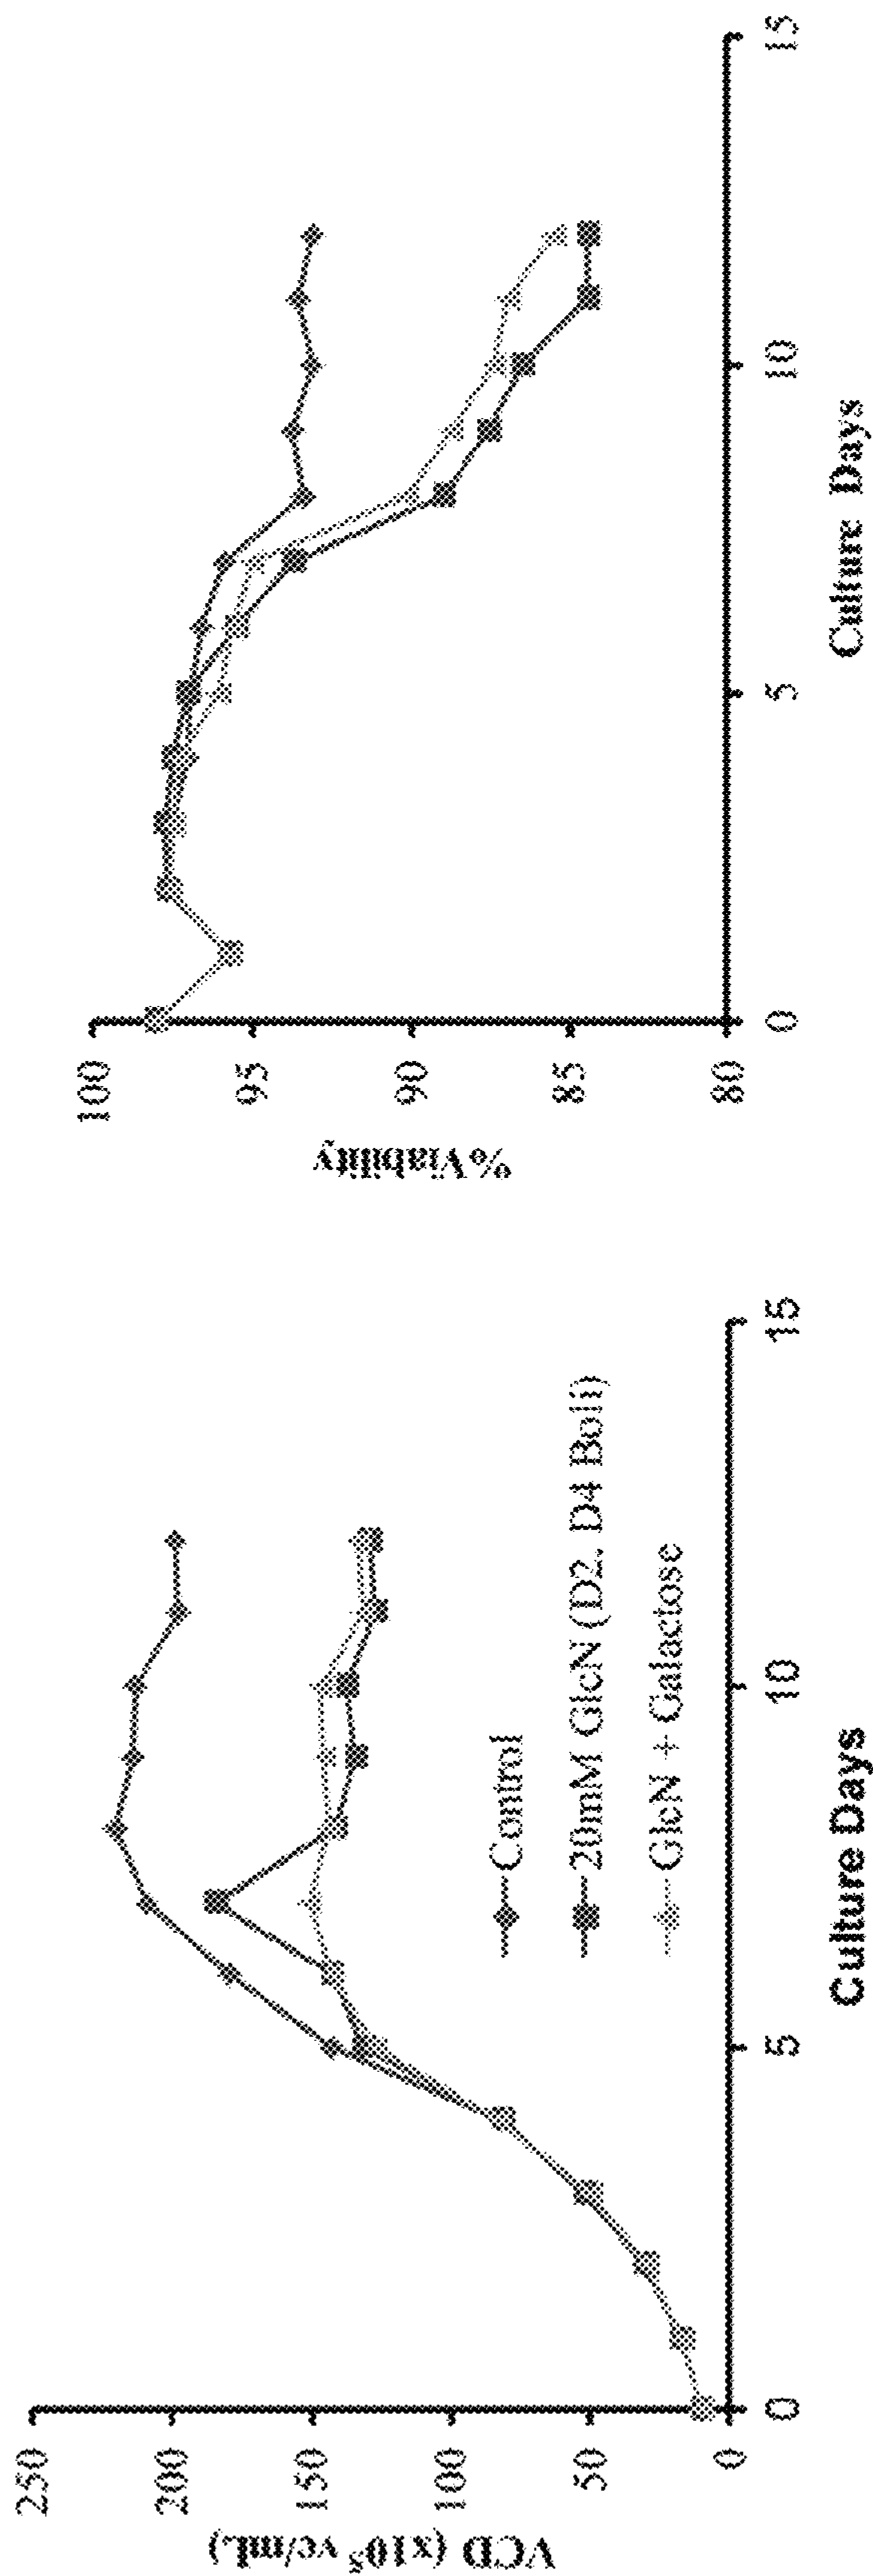 VCD (x10⁵ vc/mL)
250
200
150
100
50
0
0
5
10
15
Culture Days
Control
20mM GlcN (D2, D4 Boli)
GlcN + Galactose
%Viability
100
95
90
85
80
0
5
10
15
Culture Days